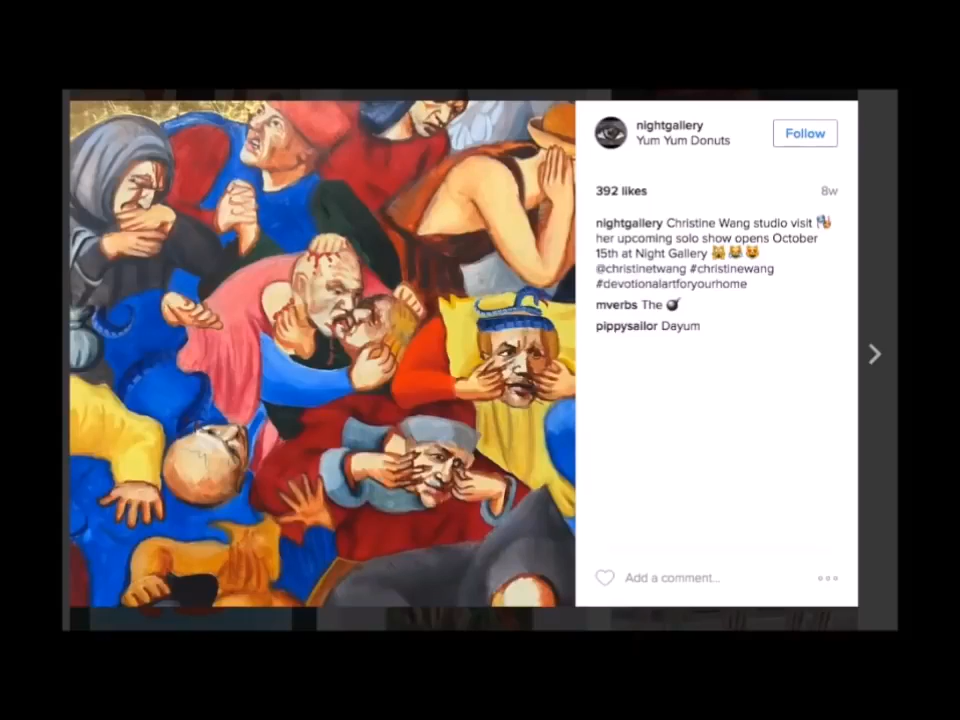 nightgallery
Yum Yum Donuts
Follow
392 likes
8w
nightgallery Christine Wang studio visit
her upcoming solo show opens October
15th at Night Gallery
@christinetwang #christinewang
#devotionalartforyourhome
mverbs The
pippysailor Dayum
Add a comment...